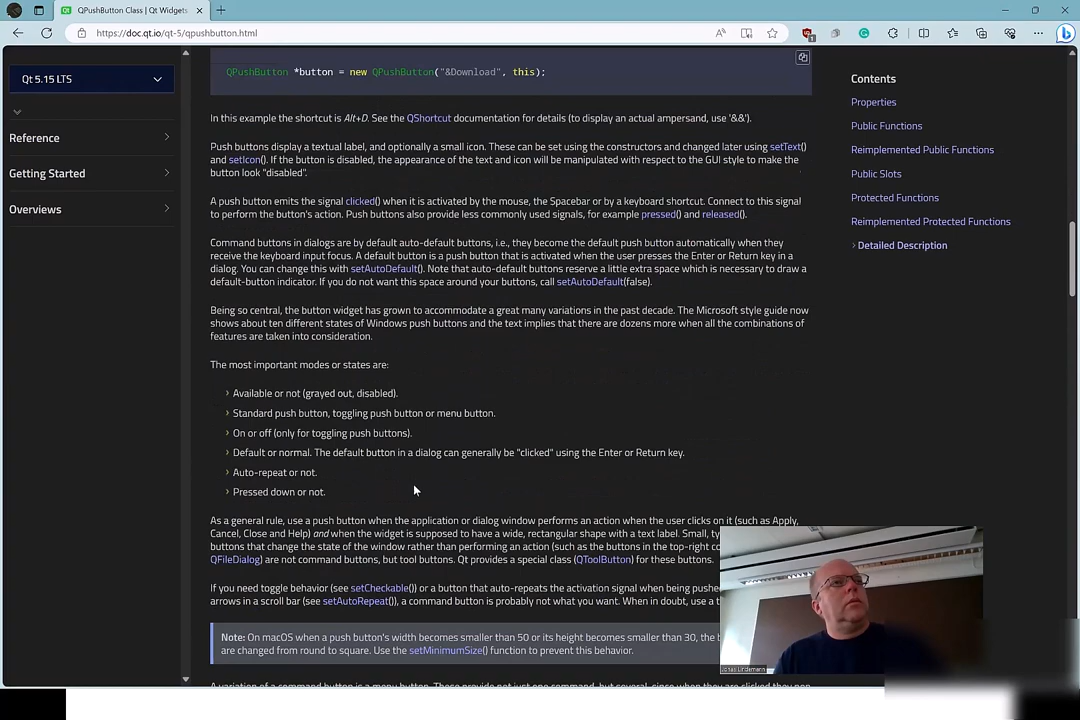 QPushButton Class | Qt Widgets
https://doc.qt.io/qt-5/qpushbutton.html
Qt 5.15 LTS
Reference
Getting Started
Overviews
QPushButton *button = new QPushButton("&Download", this);
In this example the shortcut is Alt+D. See the QShortcut documentation for details (to display an actual ampersand, use '&&').
Push buttons display a textual label, and optionally a small icon. These can be set using the constructors and changed later using setText()
and setIcon(). If the button is disabled, the appearance of the text and icon will be manipulated with respect to the GUI style to make the
button look "disabled".
A push button emits the signal clicked() when it is activated by the mouse, the Spacebar or by a keyboard shortcut. Connect to this signal
to perform the button's action. Push buttons also provide less commonly used signals, for example pressed() and released().
Command buttons in dialogs are by default auto-default buttons, i.e., they become the default push button automatically when they
receive the keyboard input focus. A default button is a push button that is activated when the user presses the Enter or Return key in a
dialog. You can change this with setAutoDefault(). Note that auto-default buttons reserve a little extra space which is necessary to draw a
default-button indicator. If you do not want this space around your buttons, call setAutoDefault(false).
Being so central, the button widget has grown to accommodate a great many variations in the past decade. The Microsoft style guide now
shows about ten different states of Windows push buttons and the text implies that there are dozens more when all the combinations of
features are taken into consideration.
The most important modes or states are:
Available or not (grayed out, disabled).
Standard push button, toggling push button or menu button.
On or off (only for toggling push buttons).
Default or normal. The default button in a dialog can generally be "clicked" using the Enter or Return key.
Auto-repeat or not.
Pressed down or not.
As a general rule, use a push button when the application or dialog window performs an action when the user clicks on it (such as Apply,
Cancel, Close and Help) and when the widget is supposed to have a wide, rectangular shape with a text label. Small, ty
buttons that change the state of the window rather than performing an action (such as the buttons in the top-right co
QFileDialog) are not command buttons, but tool buttons. Qt provides a special class (QToolButton) for these buttons.
If you need toggle behavior (see setCheckable()) or a button that auto-repeats the activation signal when being pushe
arrows in a scroll bar (see setAutoRepeat()), a command button is probably not what you want. When in doubt, use a t
Note: On macOS when a push button's width becomes smaller than 50 or its height becomes smaller than 30, the b
are changed from round to square. Use the setMinimumSize() function to prevent this behavior.
A variation of a command button is a menu button. These provide not just one command, but several, since when they are clicked they pop
Contents
Properties
Public Functions
Reimplemented Public Functions
Public Slots
Protected Functions
Reimplemented Protected Functions
Detailed Description
Jonas Lindemann